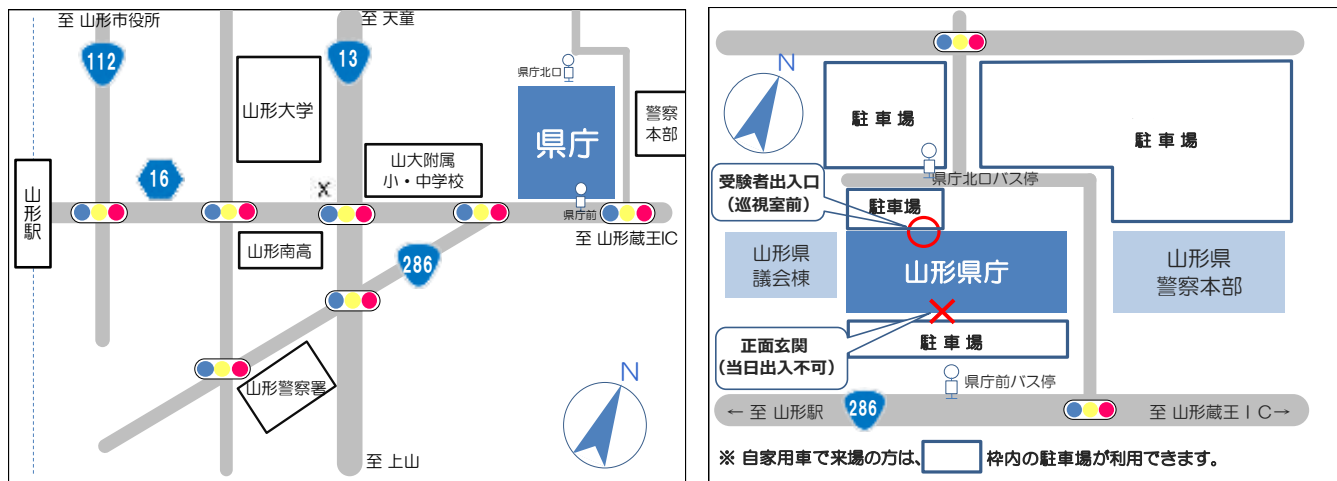 至 山形市役所
至 天童
112
13
県庁北口
山形大学
警察
本部
県庁
山大附属
小・中学校
16
x
山形駅
県庁前
至 山形蔵王IC
山形南高
286
山形警察署
N
至 上山
N
駐 車 場
駐 車 場
県庁北口バス停
受験者出入口
(巡視室前)
駐車場
山形県
議会棟
山形県庁
山形県
警察本部
正面玄関
(当日出入不可)
駐 車 場
県庁前バス停
← 至 山形駅
286
至 山形蔵王IC→
※ 自家用車で来場の方は、 枠内の駐車場が利用できます。